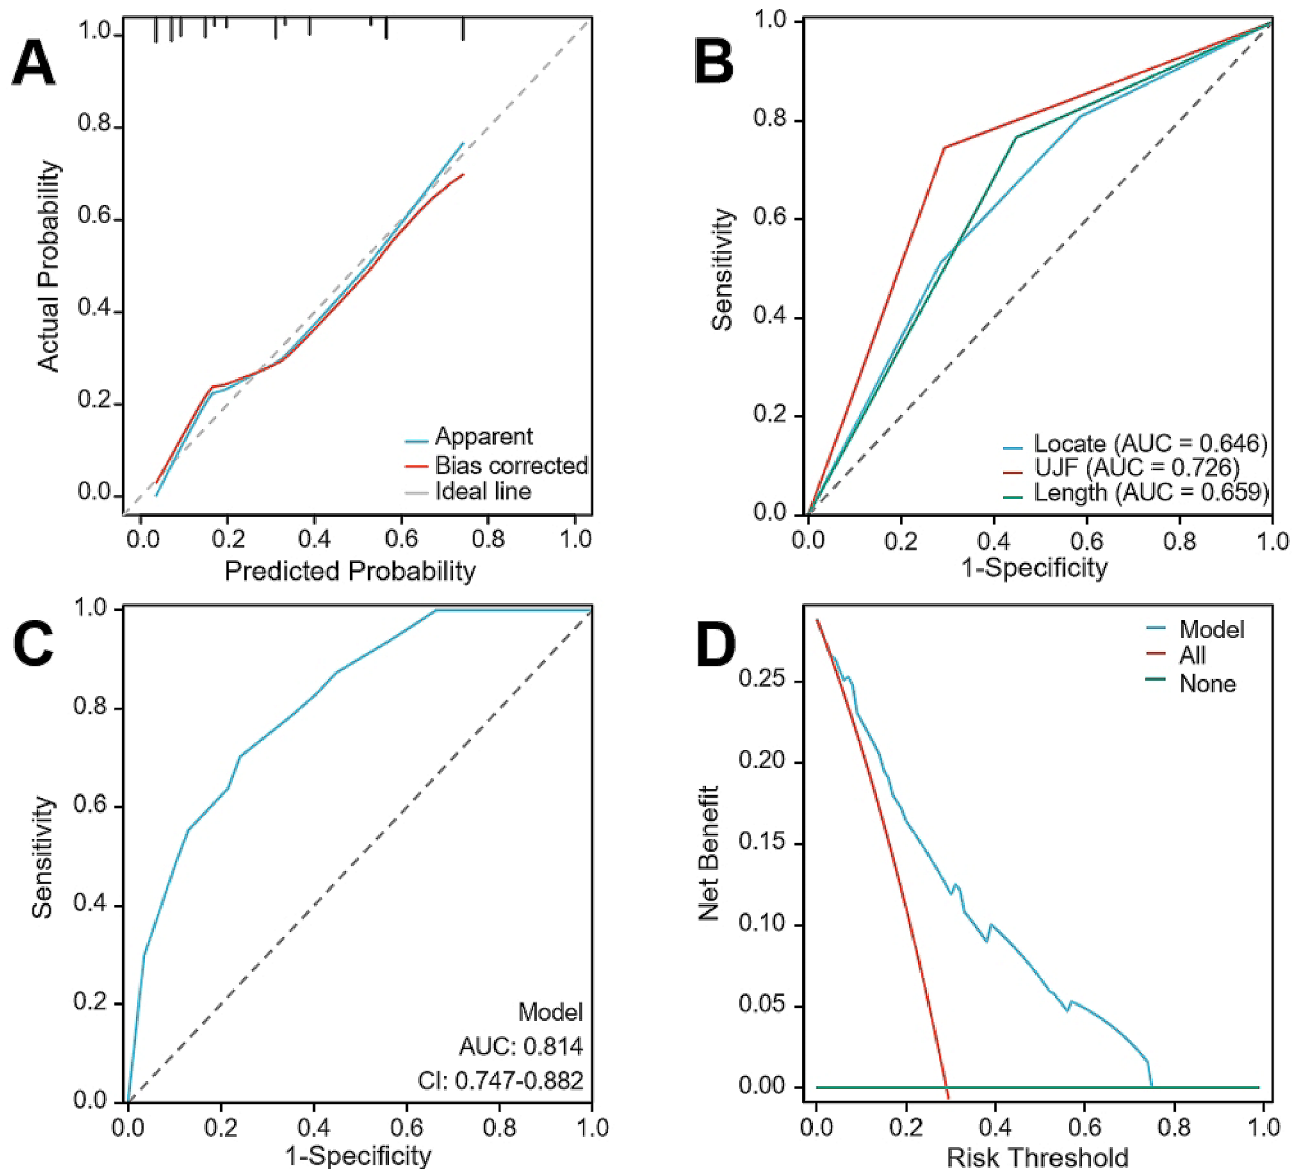 A
1.0
0.8
0.6
0.4
0.2
0.0
Actual Probability
Apparent
Bias corrected
Ideal line
0.0 0.2 0.4 0.6 0.8 1.0
Predicted Probability
B
1.0
0.8
0.6
0.4
0.2
0.0
Sensitivity
Locate (AUC = 0.646)
UJF (AUC = 0.726)
Length (AUC = 0.659)
0.0 0.2 0.4 0.6 0.8 1.0
1-Specificity
C
1.0
0.8
0.6
0.4
0.2
0.0
Sensitivity
Model
AUC: 0.814
CI: 0.747-0.882
0.0 0.2 0.4 0.6 0.8 1.0
1-Specificity
D
0.25
0.20
0.15
0.10
0.05
0.00
Net Benefit
Model
All
None
0.0 0.2 0.4 0.6 0.8 1.0
Risk Threshold